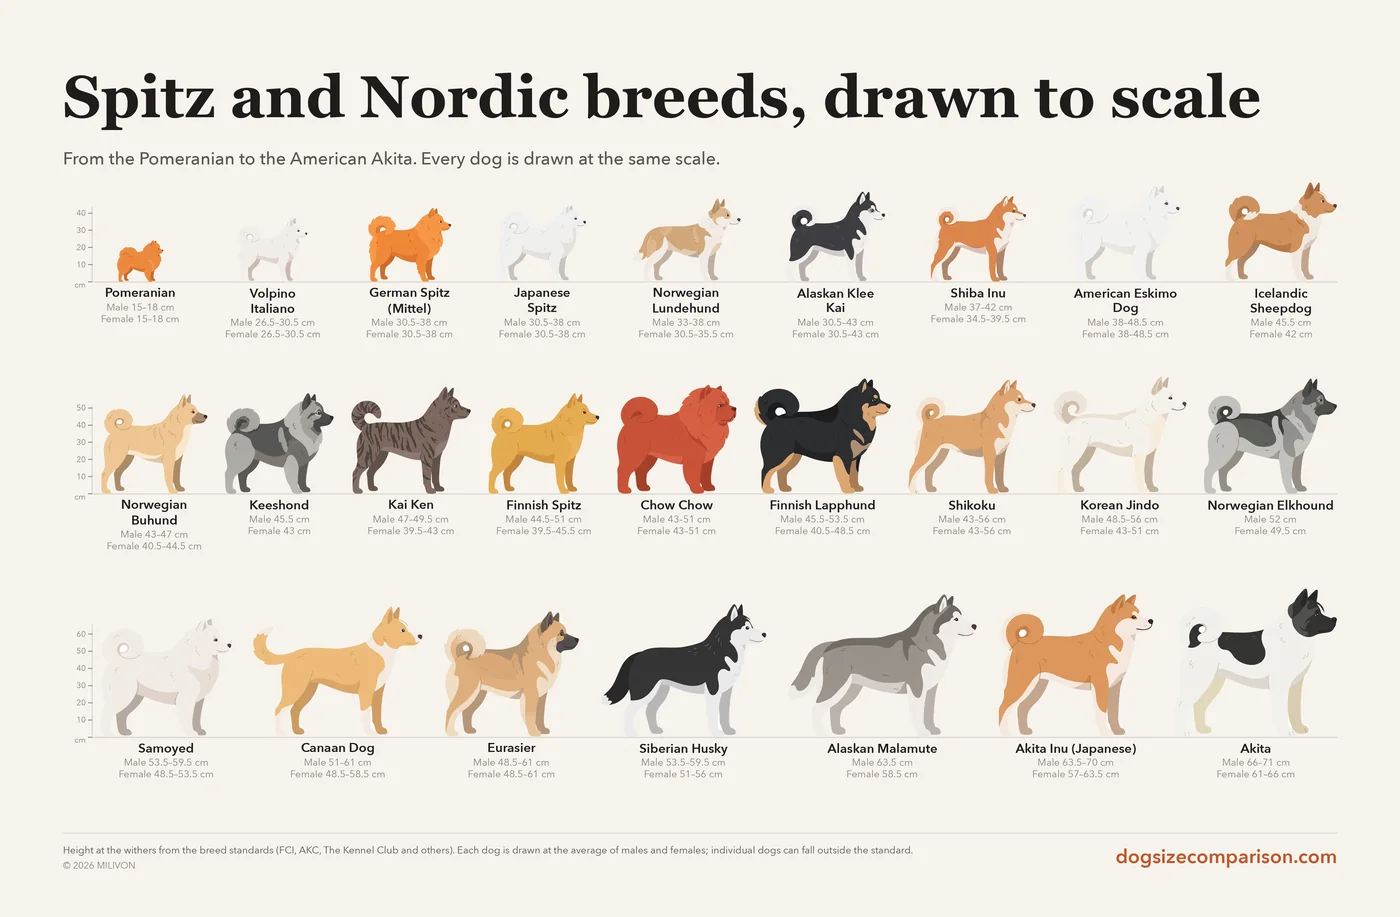 Spitz and Nordic breeds, drawn to scale
From the Pomeranian to the American Akita. Every dog is drawn at the same scale.
40
30
20
10
cm
Pomeranian
Male 15–18 cm
Female 15–18 cm
Volpino
Italiano
Male 26.5–30.5 cm
Female 26.5–30.5 cm
German Spitz
(Mittel)
Male 30.5–38 cm
Female 30.5–38 cm
Japanese
Spitz
Male 30.5–38 cm
Female 30.5–38 cm
Norwegian
Lundehund
Male 33–38 cm
Female 30.5–35.5 cm
Alaskan Klee
Kai
Male 30.5–43 cm
Female 30.5–43 cm
Shiba Inu
Male 37–42 cm
Female 34.5–39.5 cm
American Eskimo
Dog
Male 38–48.5 cm
Female 38–48.5 cm
Icelandic
Sheepdog
Male 45.5 cm
Female 42 cm
50
40
30
20
10
cm
Norwegian
Buhund
Male 43–47 cm
Female 40.5–44.5 cm
Keeshond
Male 45.5 cm
Female 43 cm
Kai Ken
Male 47–49.5 cm
Female 39.5–43 cm
Finnish Spitz
Male 44.5–51 cm
Female 39.5–45.5 cm
Chow Chow
Male 43–51 cm
Female 43–51 cm
Finnish Lapphund
Male 45.5–53.5 cm
Female 40.5–48.5 cm
Shikoku
Male 43–56 cm
Female 43–56 cm
Korean Jindo
Male 48.5–56 cm
Female 43–51 cm
Norwegian Elkhound
Male 52 cm
Female 49.5 cm
60
50
40
30
20
10
cm
Samoyed
Male 53.5–59.5 cm
Female 48.5–53.5 cm
Canaan Dog
Male 51–61 cm
Female 48.5–58.5 cm
Eurasier
Male 48.5–61 cm
Female 48.5–61 cm
Siberian Husky
Male 53.5–59.5 cm
Female 51–56 cm
Alaskan Malamute
Male 63.5 cm
Female 58.5 cm
Akita Inu (Japanese)
Male 63.5–70 cm
Female 57–63.5 cm
Akita
Male 66–71 cm
Female 61–66 cm
Height at the withers from the breed standards (FCI, AKC, The Kennel Club and others). Each dog is drawn at the average of males and females; individual dogs can fall outside the standard.
© 2026 MILIVON
dogsizecomparison.com